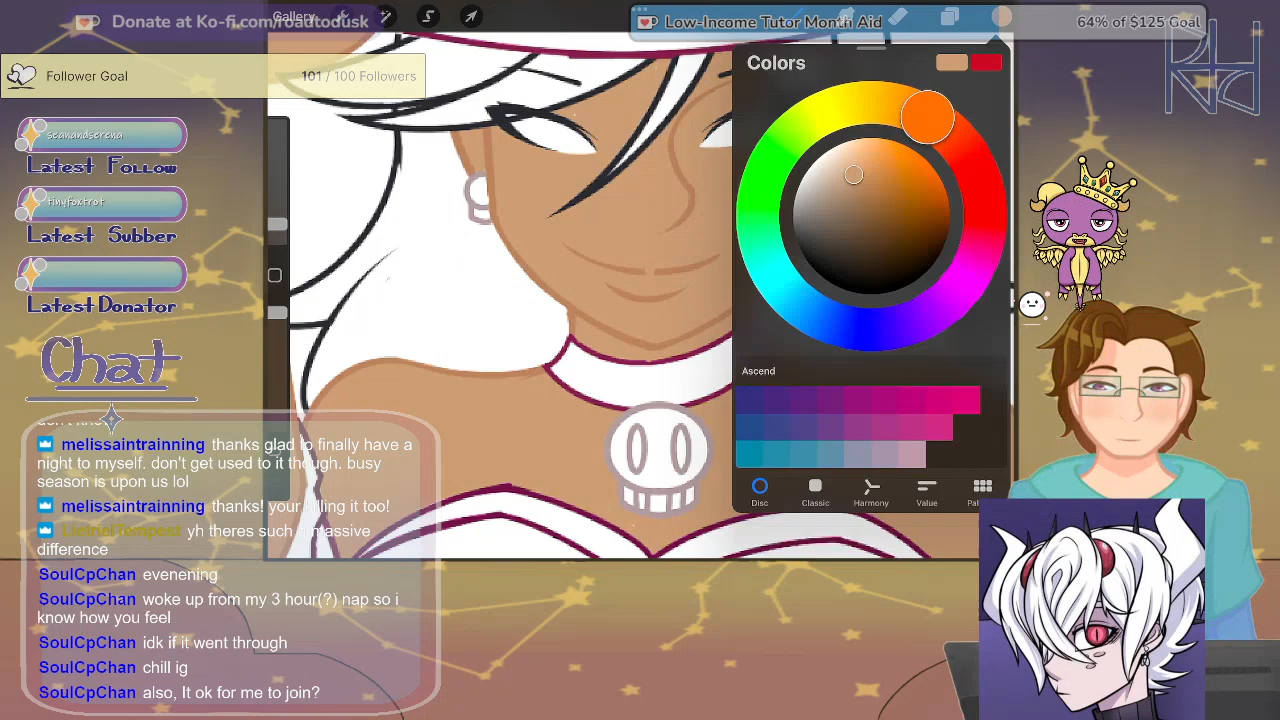 Donate at Ko-fi.com/roadtodusk
Gallery
Low-Income Tutor Month Aid
64% of $125 Goal
Follower Goal
101 / 100 Followers
seanandserena
Latest Follow
tinyfoxtrot
Latest Subber
Latest Donator
Chat
melissaintrainning thanks glad to finally have a
night to myself. don't get used to it though. busy
season is upon us lol
melissaintrainning thanks! your killing it too!
yh theres such a massive
difference
SoulCpChan evenening
SoulCpChan woke up from my 3 hour(?) nap so i
know how you feel
SoulCpChan idk if it went through
SoulCpChan chill ig
SoulCpChan also, It ok for me to join?
Colors
Ascend
Disc
Classic
Harmony
Value